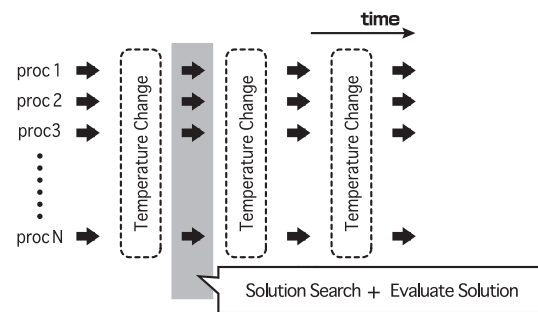 time
proc 1
proc 2
proc3
proc N
Temperature Change
Temperature Change
Temperature Change
Solution Search + Evaluate Solution